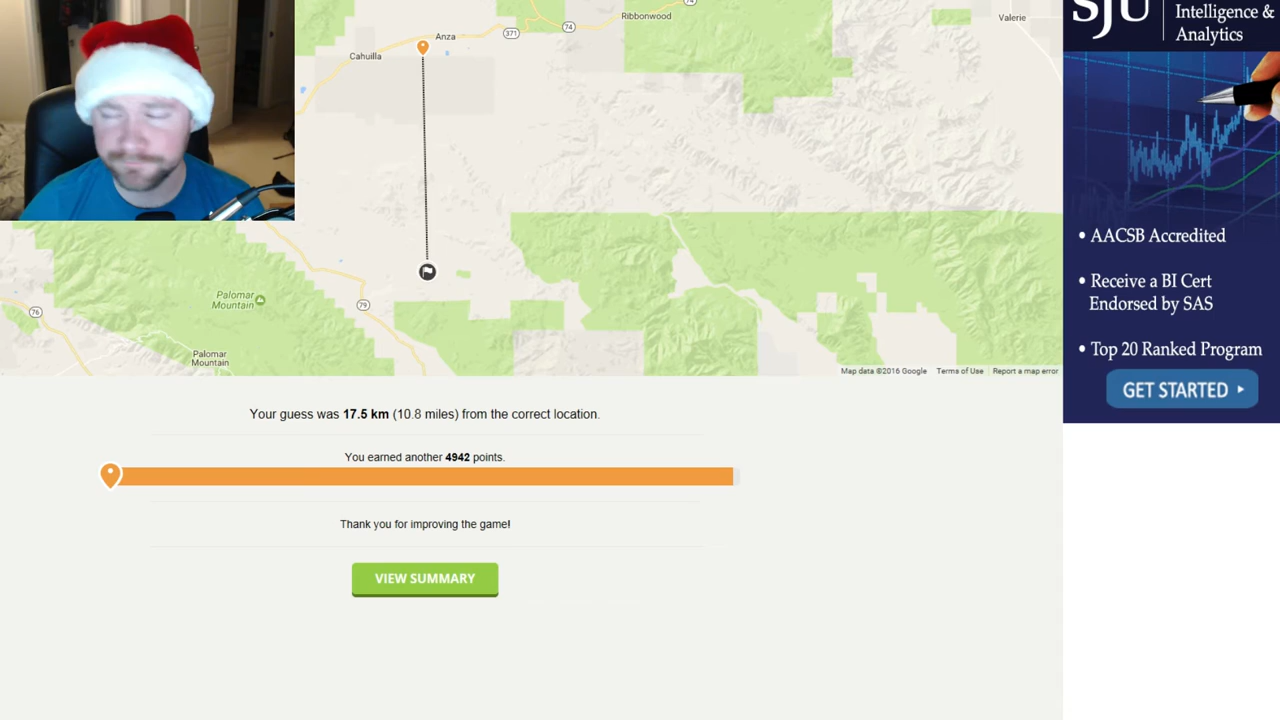 74
Ribbonwood
74
Valerie
371
Anza
Cahuilla
Palomar
Mountain
79
76
Palomar
Mountain
Map data ©2016 Google
Terms of Use
Report a map error
Your guess was 17.5 km (10.8 miles) from the correct location.
You earned another 4942 points.
Thank you for improving the game!
VIEW SUMMARY
SJU
Intelligence &
Analytics
• AACSB Accredited
• Receive a BI Cert
Endorsed by SAS
• Top 20 Ranked Program
GET STARTED